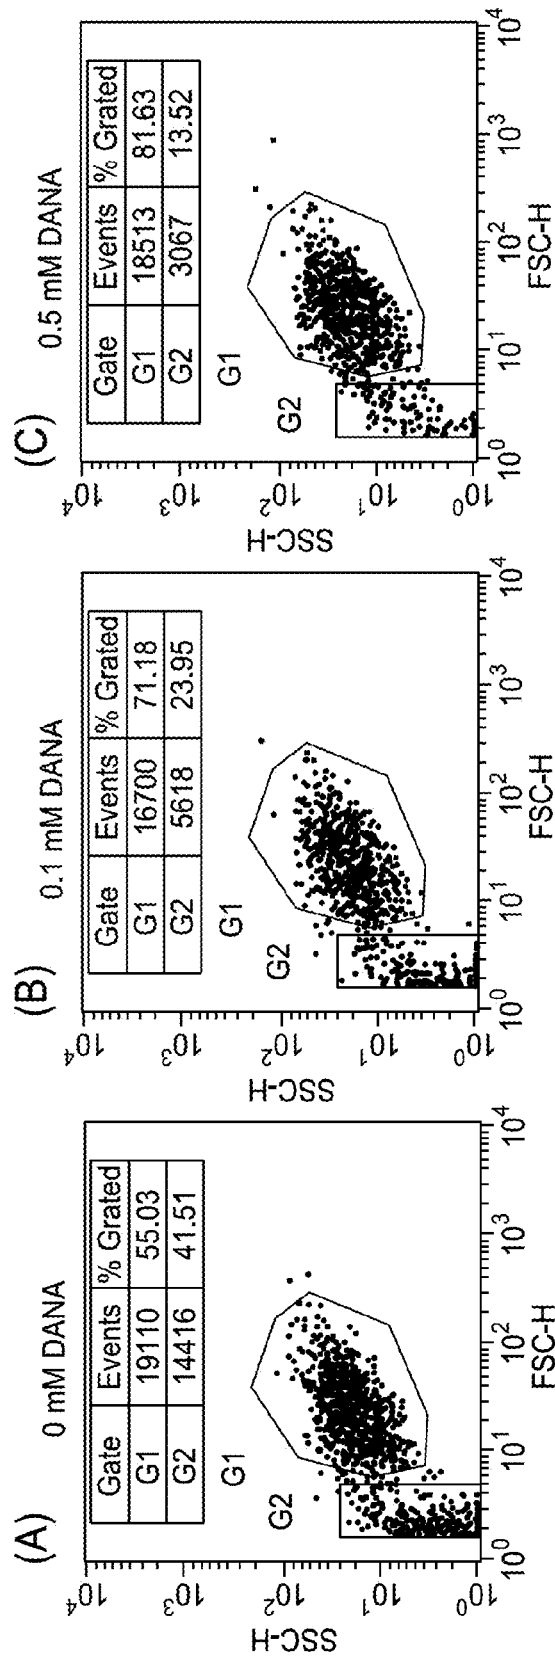 (A)
0 mM DANA
Gate Events % Grated
G1 19110 55.03
G2 14416 41.51
G1
G2
SSC-H
10⁴
10³
10²
10¹
10⁰
10⁰ 10¹ 10² 10³ 10⁴
FSC-H
(B)
0.1 mM DANA
Gate Events % Grated
G1 16700 71.18
G2 5618 23.95
G1
G2
SSC-H
10⁴
10³
10²
10¹
10⁰
10⁰ 10¹ 10² 10³ 10⁴
FSC-H
(C)
0.5 mM DANA
Gate Events % Grated
G1 18513 81.63
G2 3067 13.52
G1
G2
SSC-H
10⁴
10³
10²
10¹
10⁰
10⁰ 10¹ 10² 10³ 10⁴
FSC-H